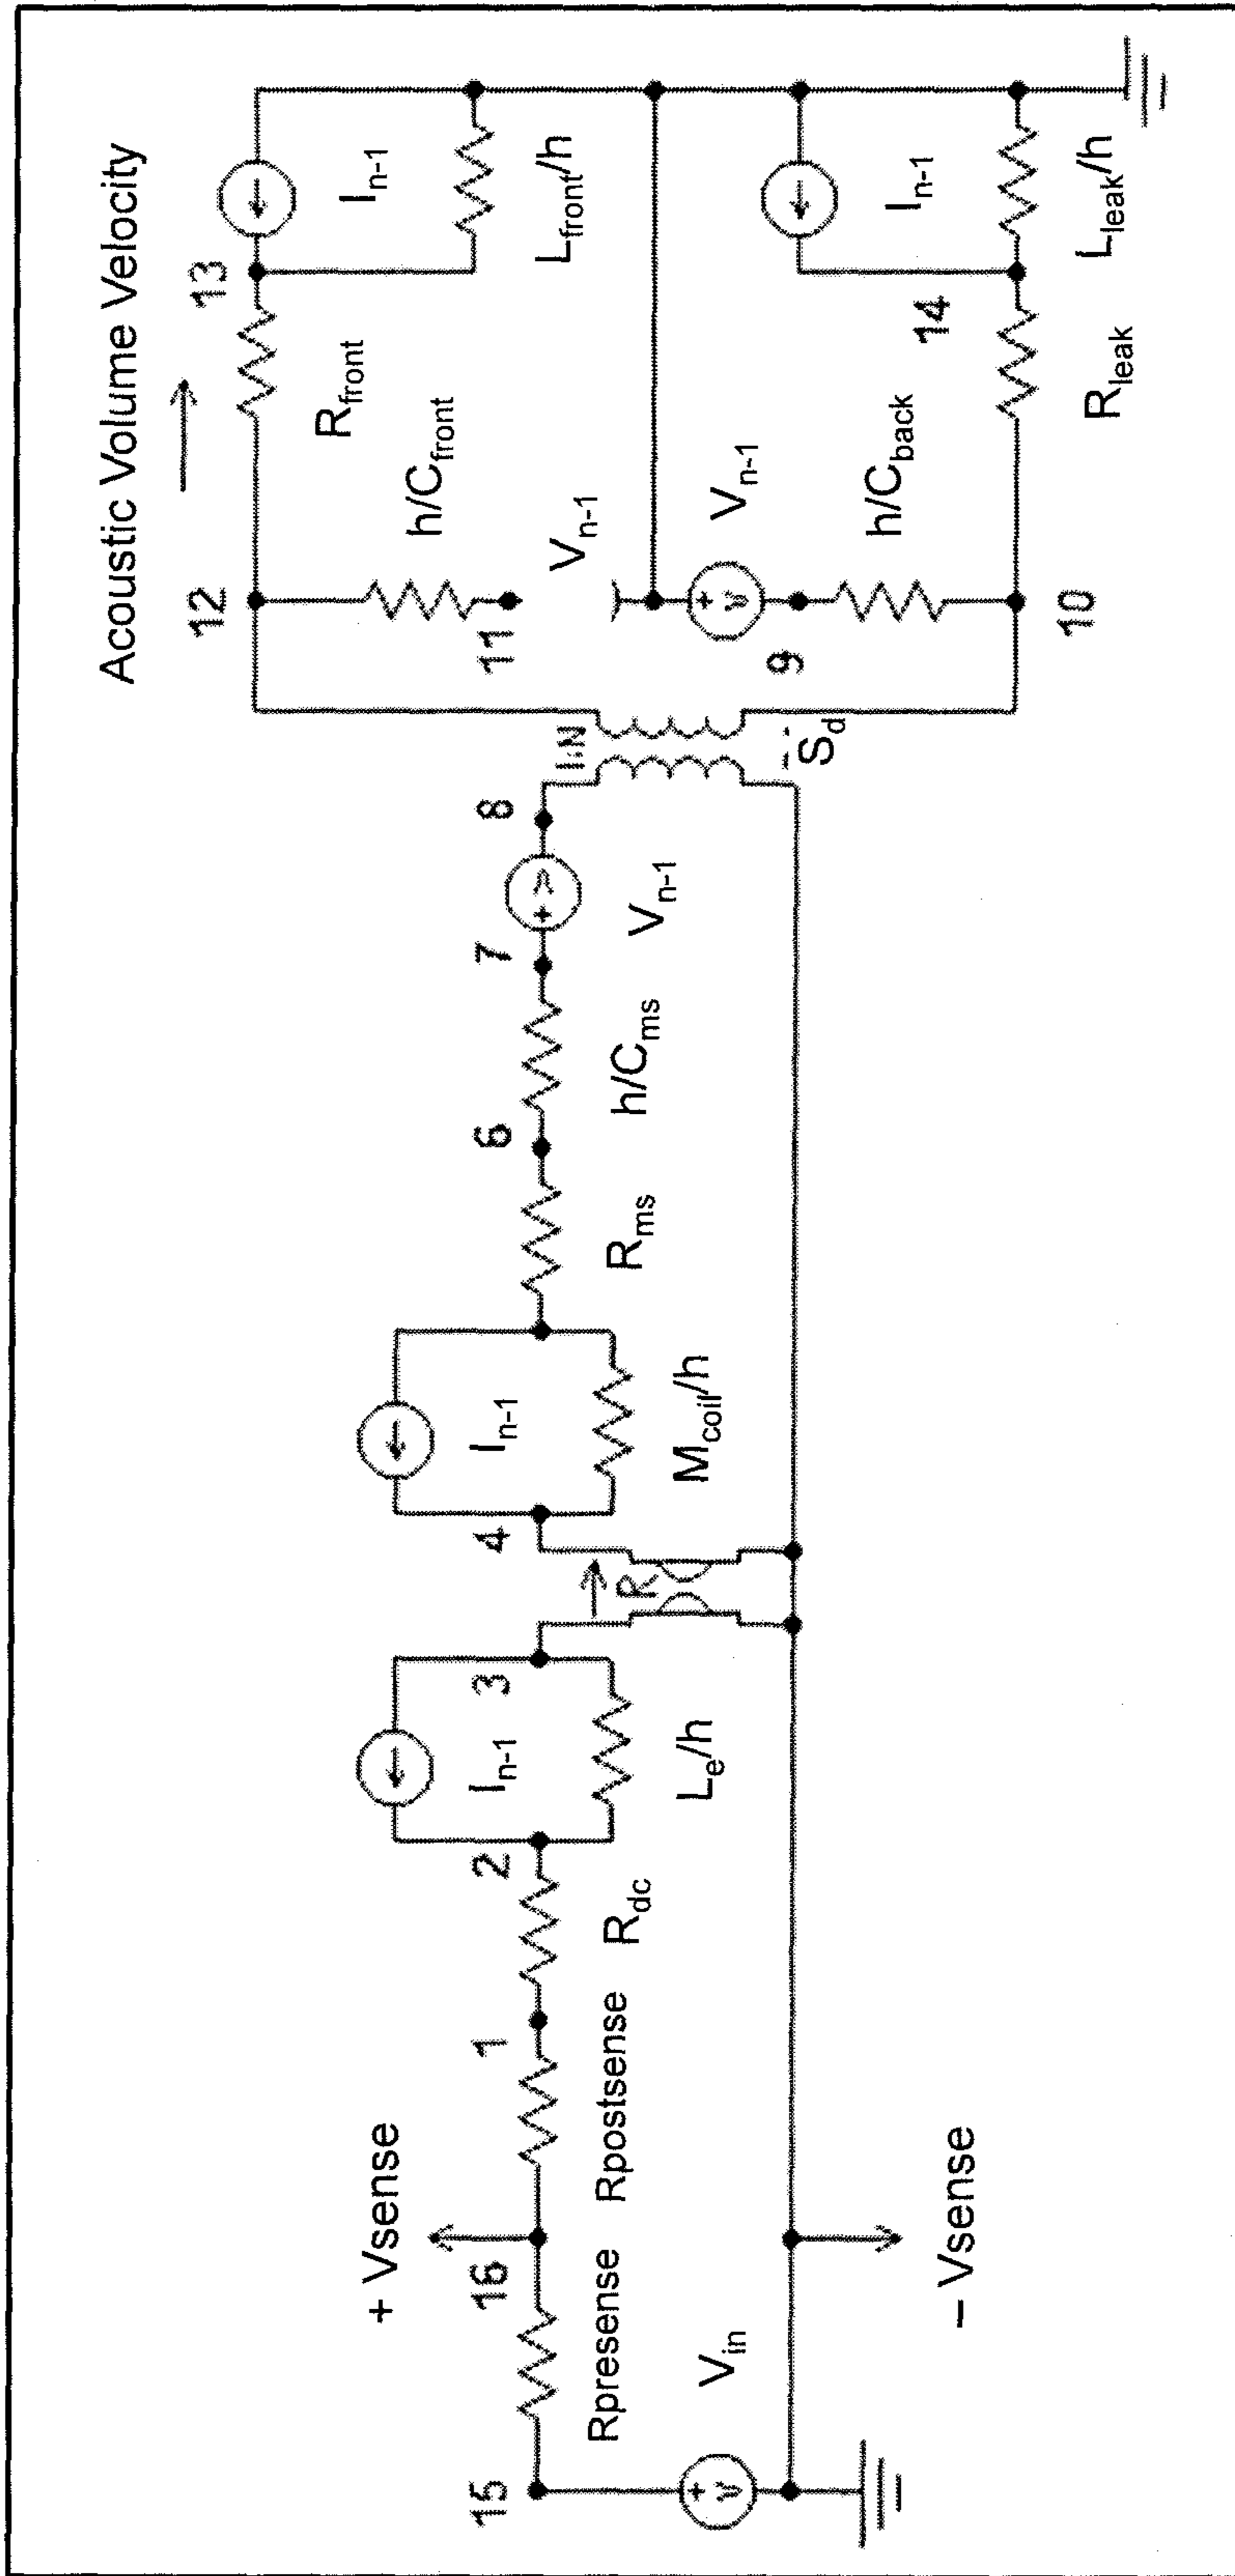 Acoustic Volume Velocity
12
13
R_front
I_n-1
L_front/h
h/C_front
11
V_n-1
V_n-1
9
h/C_back
10
14
I_n-1
R_leak
L_leak/h
1:N
S_d
8
V_n-1
7
h/C_ms
6
R_ms
I_n-1
M_coil/h
4
R
3
I_n-1
L_e/h
2
R_dc
1
Rpostsense
+ Vsense
16
Rpresense
15
V_in
– Vsense
+ v
+ v
+ v